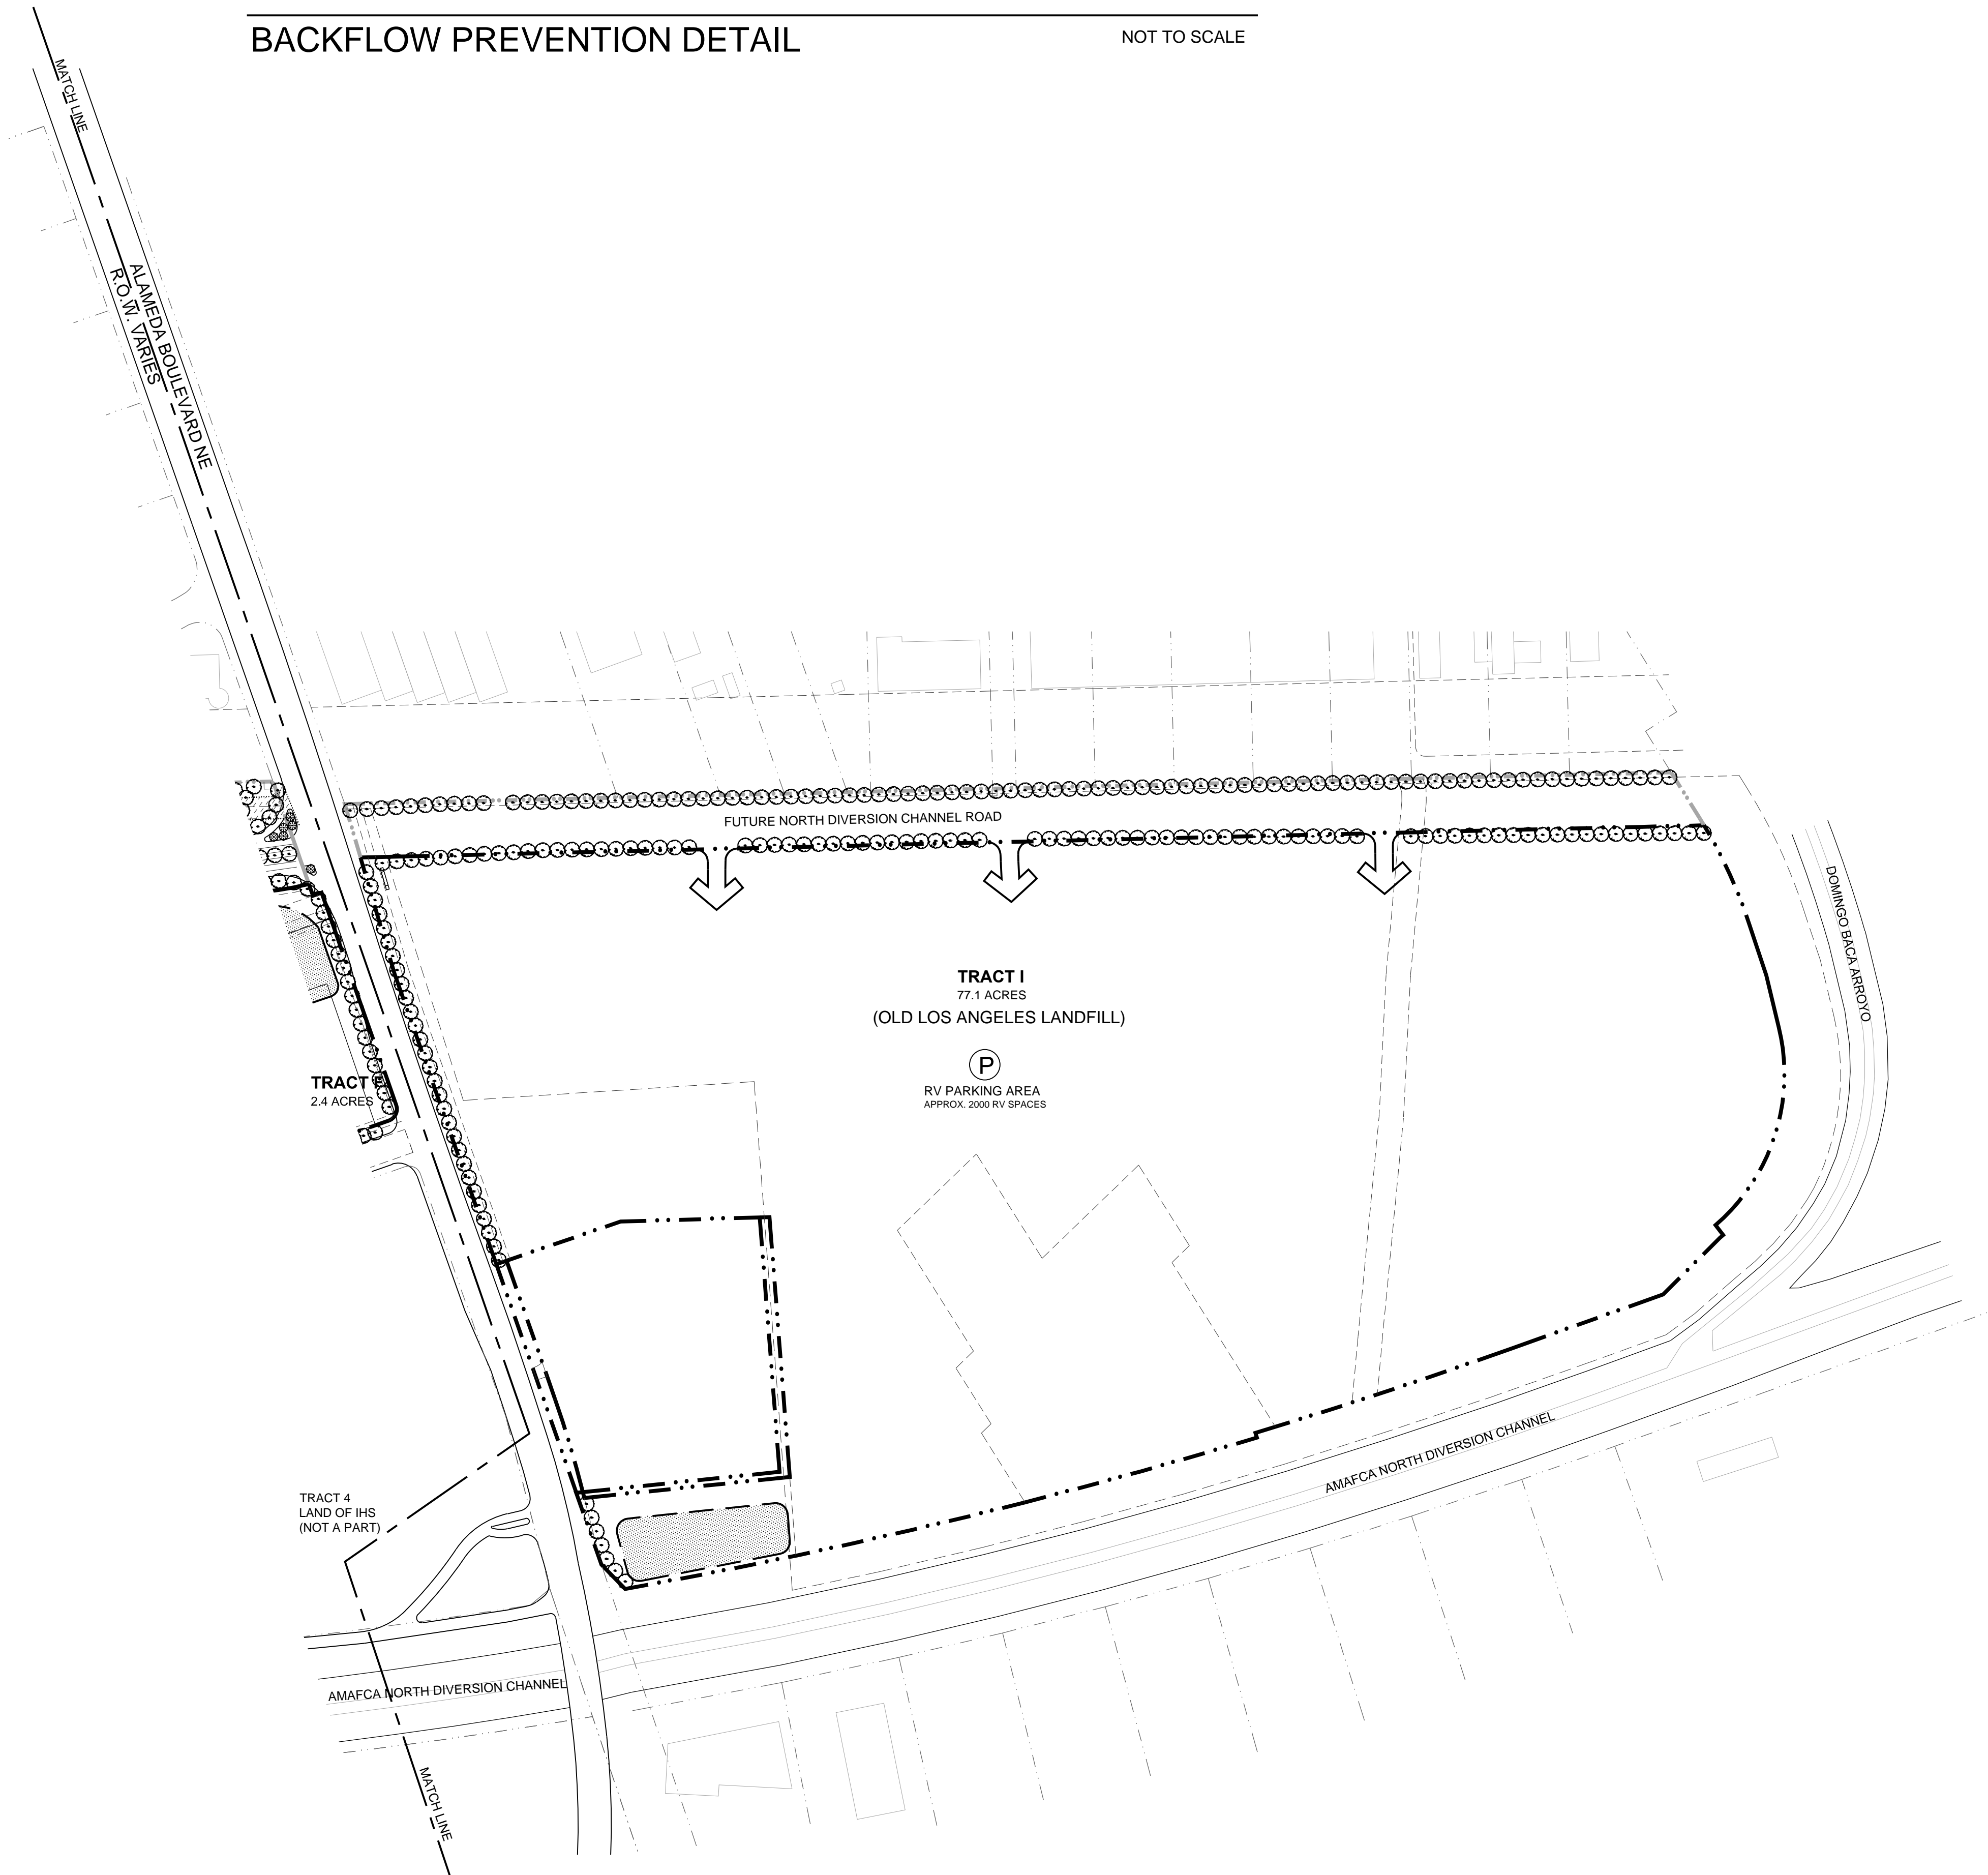 BACKFLOW PREVENTION DETAIL
NOT TO SCALE
MATCH LINE
ALAMEDA BOULEVARD NE
R.O.W. VARIES
FUTURE NORTH DIVERSION CHANNEL ROAD
DOMINGO BACA ARROYO
TRACT I
77.1 ACRES
(OLD LOS ANGELES LANDFILL)
P
RV PARKING AREA
APPROX. 2000 RV SPACES
TRACT
2.4 ACRES
TRACT 4
LAND OF IHS
(NOT A PART)
AMAFCA NORTH DIVERSION CHANNEL
AMAFCA NORTH DIVERSION CHANNEL
MATCH LINE